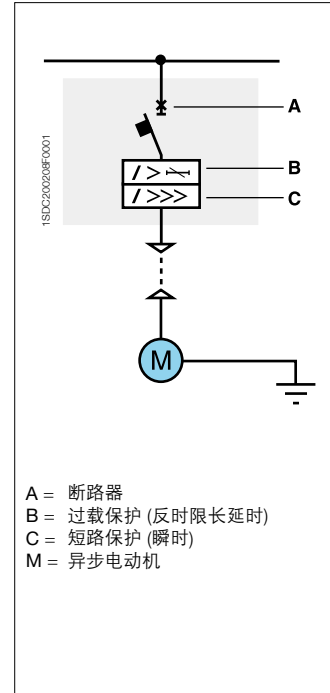 A
1SDC200208F0001
I >
B
I >>>
C
M
A = 断路器
B = 过载保护 (反时限长延时)
C = 短路保护 (瞬时)
M = 异步电动机